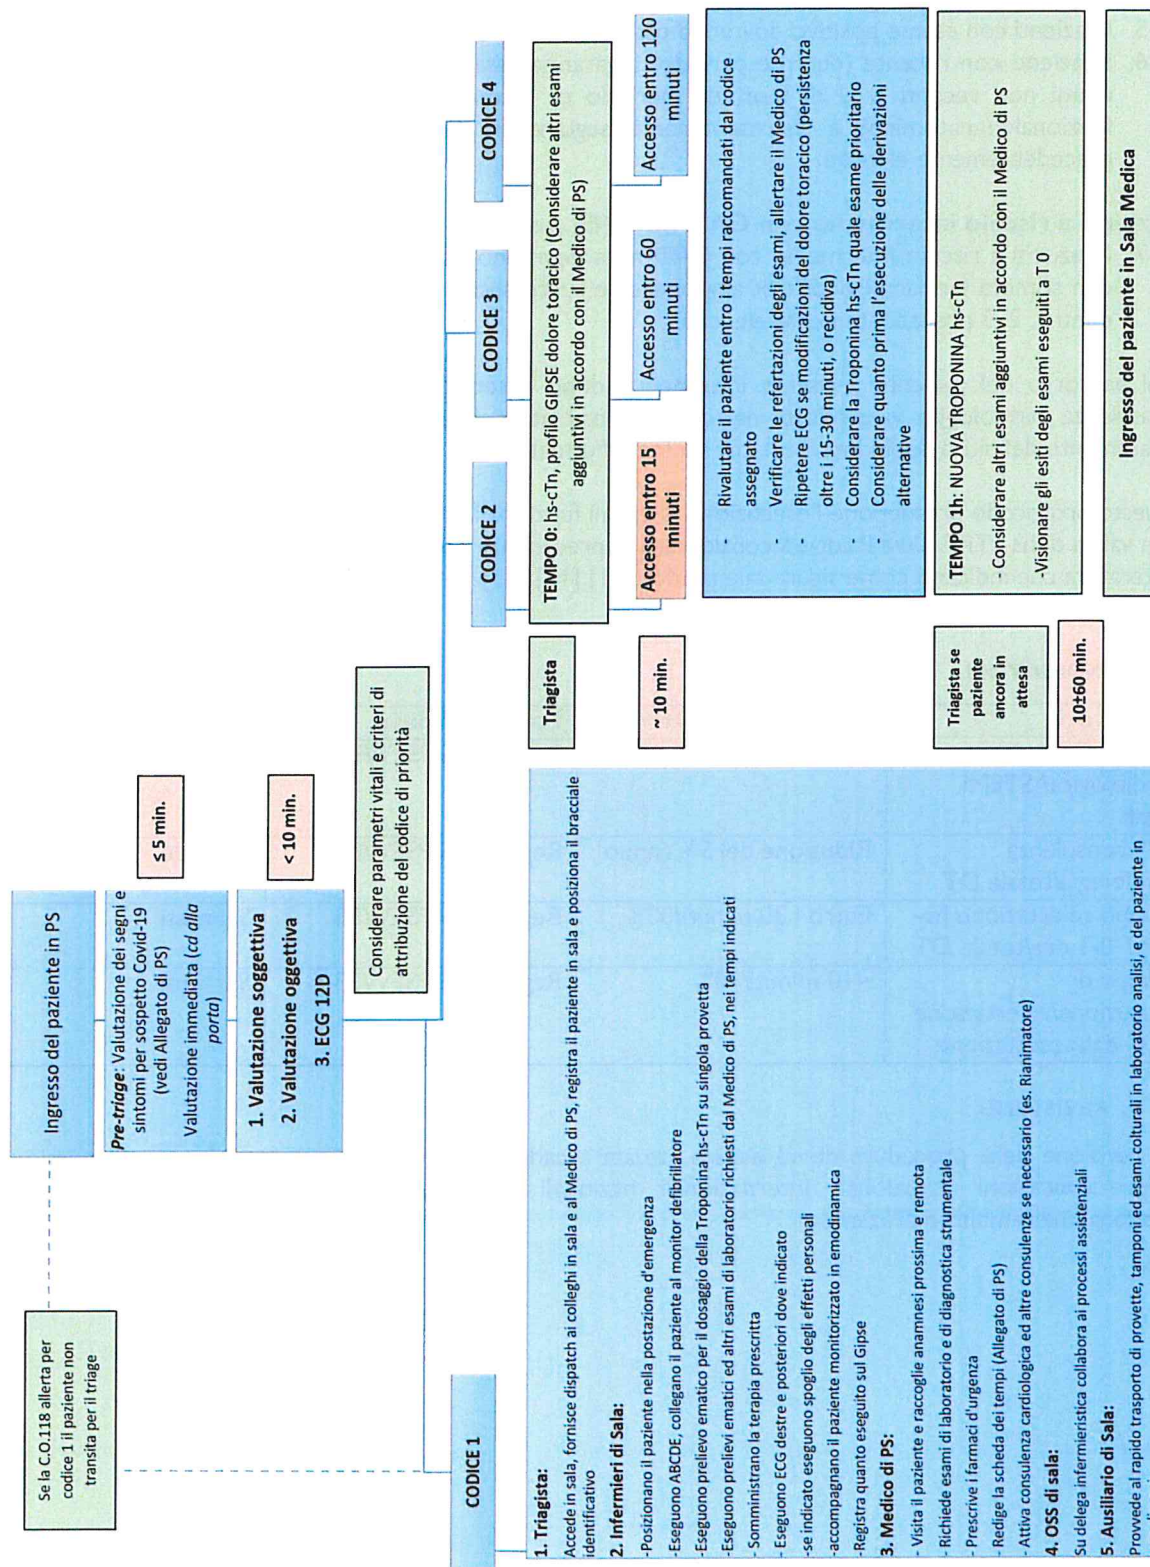 Se la C.O.118 allerta per
codice 1 il paziente non
transita per il triage
Ingresso del paziente in PS
Pre-triage: Valutazione dei segni e
sintomi per sospetto Covid-19
(vedi Allegato di PS)
Valutazione immediata (cd alla
porta)
≤ 5 min.
1. Valutazione soggettiva
2. Valutazione oggettiva
3. ECG 12D
< 10 min.
Considerare parametri vitali e criteri di
attribuzione del codice di priorità
CODICE 1
1. Triagista:
Accede in sala, fornisce dispatch ai colleghi in sala e al Medico di PS, registra il paziente in sala e posiziona il bracciale
identificativo
2. Infermieri di Sala:
-Posizionano il paziente nella postazione d'emergenza
-Eseguono ABCDE, collegano il paziente al monitor defibrillatore
-Eseguono prelievo ematico per il dosaggio della Troponina hs-cTn su singola provetta
-Eseguono prelievi ematici ed altri esami di laboratorio richiesti dal Medico di PS, nei tempi indicati
- Somministrano la terapia prescritta
- Eseguono ECG destre e posteriori dove indicato
-se indicato eseguono spoglio degli effetti personali
-accompagnano il paziente monitorizzato in emodinamica
-Registra quanto eseguito sul Gipse
3. Medico di PS:
- Visita il paziente e raccoglie anamnesi prossima e remota
- Richiede esami di laboratorio e di diagnostica strumentale
- Prescrive i farmaci d'urgenza
- Redige la scheda dei tempi (Allegato di PS)
- Attiva consulenza cardiologica ed altre consulenze se necessario (es. Rianimatore)
4. OSS di sala:
Su delega infermieristica collabora ai processi assistenziali
5. Ausiliario di Sala:
Provvede al rapido trasporto di provette, tamponi ed esami colturali in laboratorio analisi, e del paziente in
CODICE 2
CODICE 3
CODICE 4
Triagista
TEMPO 0: hs-cTn, profilo GIPSE dolore toracico (Considerare altri esami
aggiuntivi in accordo con il Medico di PS)
~ 10 min.
Accesso entro 15
minuti
Accesso entro 60
minuti
Accesso entro 120
minuti
Rivalutare il paziente entro i tempi raccomandati dal codice
assegnato
- Verificare le refertazioni degli esami, allertare il Medico di PS
- Ripetere ECG se modificazioni del dolore toracico (persistenza
oltre i 15-30 minuti, o recidiva)
Considerare la Troponina hs-cTn quale esame prioritario
Considerare quanto prima l'esecuzione delle derivazioni
alternative
Triagista se
paziente
ancora in
attesa
10±60 min.
TEMPO 1h: NUOVA TROPONINA hs-cTn
- Considerare altri esami aggiuntivi in accordo con il Medico di PS
-Visionare gli esiti degli esami eseguiti a T 0
Ingresso del paziente in Sala Medica